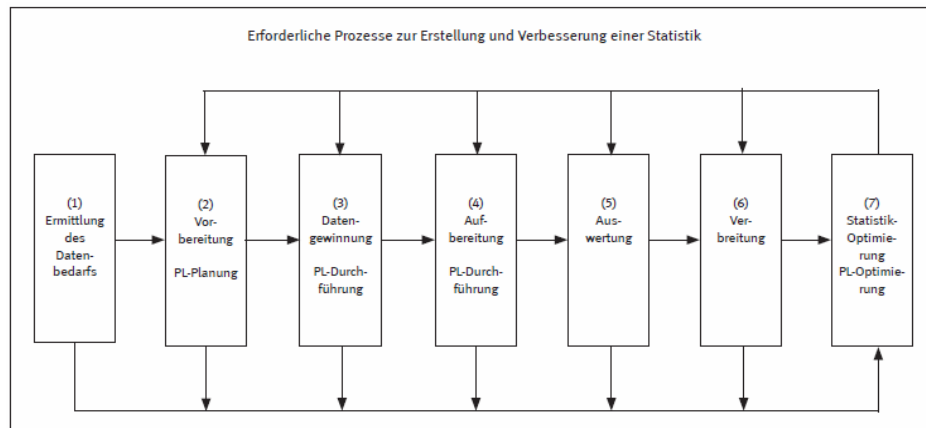 Erforderliche Prozesse zur Erstellung und Verbesserung einer Statistik
(1)
Ermittlung
des
Daten-
bedarfs
(2)
Vor-
bereitung
PL-Planung
(3)
Daten-
gewinnung
PL-Durch-
führung
(4)
Auf-
bereitung
PL-Durch-
führung
(5)
Aus-
wertung
(6)
Ver-
breitung
(7)
Statistik-
Optimie-
rung
PL-Optimie-
rung